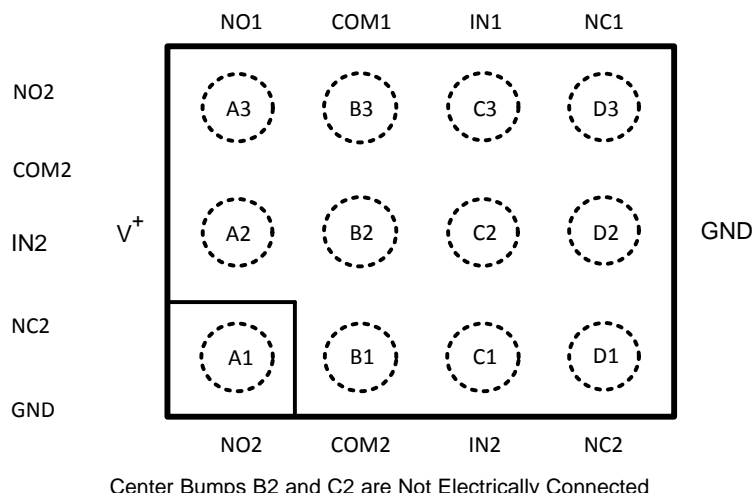 NO1 COM1 IN1 NC1
NO2 A3 B3 C3 D3
COM2
IN2 V+ A2 B2 C2 D2 GND
NC2
A1 B1 C1 D1
GND
NO2 COM2 IN2 NC2
Center Bumps B2 and C2 are Not Electrically Connected